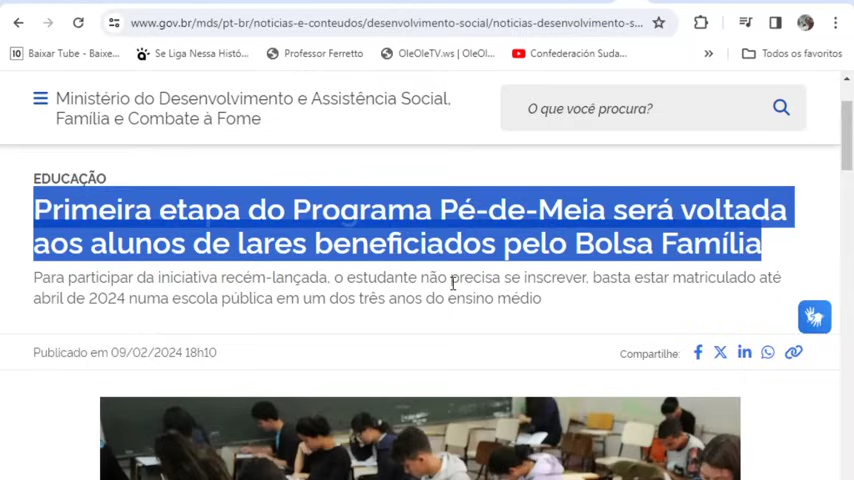 www.gov.br/mds/pt-br/noticias-e-conteudos/desenvolvimento-social/noticias-desenvolvimento-s...
10 Baixar Tube - Baixe... Se Liga Nessa Histó... Professor Ferretto OleOleTV.ws | OleOl... Confederación Suda... » Todos os favoritos
Ministério do Desenvolvimento e Assistência Social,
Família e Combate à Fome
O que você procura?
EDUCAÇÃO
Primeira etapa do Programa Pé-de-Meia será voltada
aos alunos de lares beneficiados pelo Bolsa Família
Para participar da iniciativa recém-lançada, o estudante não precisa se inscrever, basta estar matriculado até
abril de 2024 numa escola pública em um dos três anos do ensino médio
Publicado em 09/02/2024 18h10
Compartilhe: